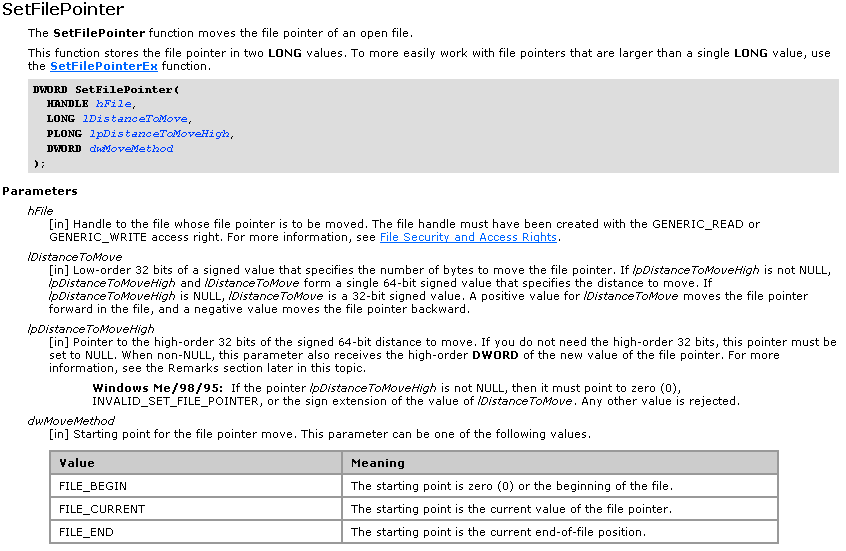 SetFilePointer
The SetFilePointer function moves the file pointer of an open file.
This function stores the file pointer in two LONG values. To more easily work with file pointers that are larger than a single LONG value, use
the SetFilePointerEx function.
DWORD SetFilePointer(
HANDLE hFile,
LONG lDistanceToMove,
PLONG lpDistanceToMoveHigh,
DWORD dwMoveMethod
);
Parameters
hFile
[in] Handle to the file whose file pointer is to be moved. The file handle must have been created with the GENERIC_READ or
GENERIC_WRITE access right. For more information, see File Security and Access Rights.
lDistanceToMove
[in] Low-order 32 bits of a signed value that specifies the number of bytes to move the file pointer. If lpDistanceToMoveHigh is not NULL,
lpDistanceToMoveHigh and lDistanceToMove form a single 64-bit signed value that specifies the distance to move. If
lpDistanceToMoveHigh is NULL, lDistanceToMove is a 32-bit signed value. A positive value for lDistanceToMove moves the file pointer
forward in the file, and a negative value moves the file pointer backward.
lpDistanceToMoveHigh
[in] Pointer to the high-order 32 bits of the signed 64-bit distance to move. If you do not need the high-order 32 bits, this pointer must be
set to NULL. When non-NULL, this parameter also receives the high-order DWORD of the new value of the file pointer. For more
information, see the Remarks section later in this topic.
Windows Me/98/95: If the pointer lpDistanceToMoveHigh is not NULL, then it must point to zero (0),
INVALID_SET_FILE_POINTER, or the sign extension of the value of lDistanceToMove. Any other value is rejected.
dwMoveMethod
[in] Starting point for the file pointer move. This parameter can be one of the following values.
Value Meaning
FILE_BEGIN The starting point is zero (0) or the beginning of the file.
FILE_CURRENT The starting point is the current value of the file pointer.
FILE_END The starting point is the current end-of-file position.